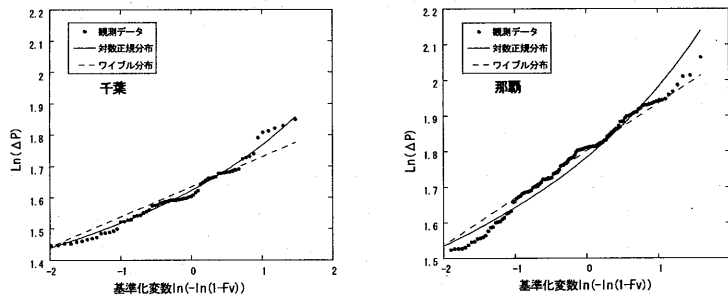 2.2
2.1
2
1.9
1.8
1.7
1.6
1.5
1.4
Ln(ΔP)
観測データ
対数正規分布
ワイブル分布
千葉
-2
-1
0
1
2
基準化変数ln(-ln(1-Fv))
2.2
2.1
2
1.9
1.8
1.7
1.6
1.5
Ln(ΔP)
観測データ
対数正規分布
ワイブル分布
那覇
-2
-1
0
1
2
基準化変数ln(-ln(1-Fv))